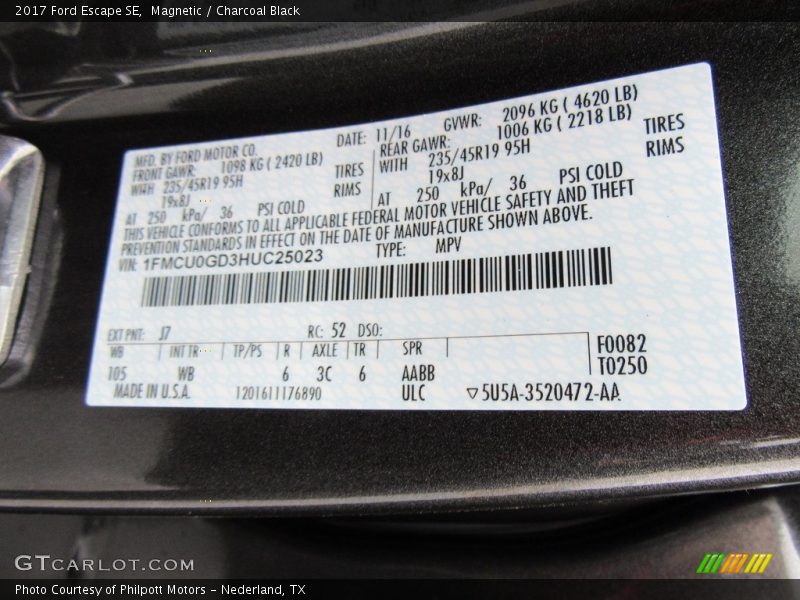 2017 Ford Escape SE,  Magnetic / Charcoal Black
MFD. BY FORD MOTOR CO. DATE: 11/16 GVWR: 2096 KG ( 4620 LB)
FRONT GAWR: 1098 KG ( 2420 LB) REAR GAWR: 1006 KG ( 2218 LB)
WITH 235/45R19 95H TIRES WITH 235/45R19 95H TIRES
19x8J RIMS 19x8J RIMS
AT 250 kPa/ 36 PSI COLD AT 250 kPa/ 36 PSI COLD
THIS VEHICLE CONFORMS TO ALL APPLICABLE FEDERAL MOTOR VEHICLE SAFETY AND THEFT
PREVENTION STANDARDS IN EFFECT ON THE DATE OF MANUFACTURE SHOWN ABOVE.
VIN: 1FMCU0GD3HUC25023 TYPE: MPV
EXT PNT: J7 RC: 52 DSO:
WB INT TR TP/PS R AXLE TR SPR F0082
105 WB 6 3C 6 AABB T0250
MADE IN U.S.A. 1201611176890 ULC ▽5U5A-3520472-AA
GTCARLOT.COM
Photo Courtesy of Philpott Motors – Nederland, TX